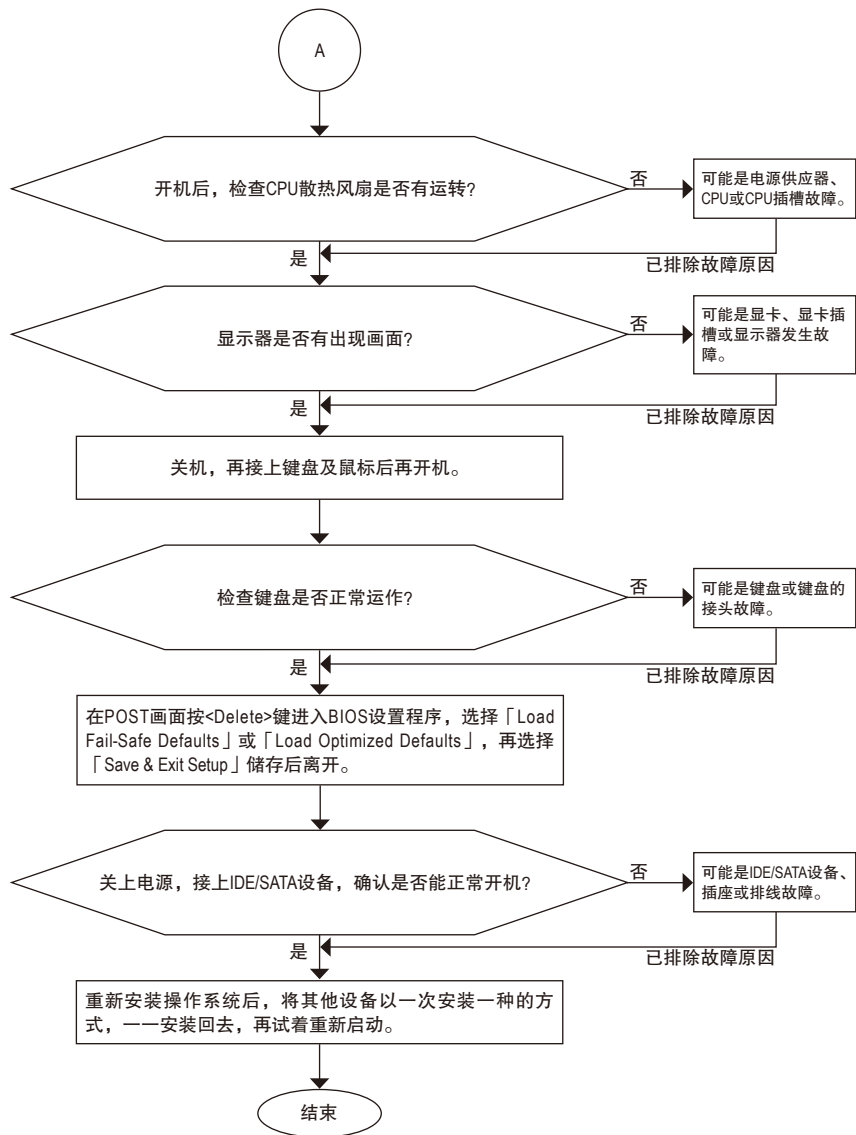 A
开机后，检查CPU散热风扇是否有运转?
否
可能是电源供应器、
CPU或CPU插槽故障。
是
已排除故障原因
显示器是否有出现画面?
否
可能是显卡、显卡插
槽或显示器发生故
障。
是
已排除故障原因
关机，再接上键盘及鼠标后再开机。
检查键盘是否正常运作?
否
可能是键盘或键盘的
接头故障。
是
已排除故障原因
在POST画面按<Delete>键进入BIOS设置程序，选择「Load
Fail-Safe Defaults」或「Load Optimized Defaults」，再选择
「Save & Exit Setup」储存后离开。
关上电源，接上IDE/SATA设备，确认是否能正常开机?
否
可能是IDE/SATA设备、
插座或排线故障。
是
已排除故障原因
重新安装操作系统后，将其他设备以一次安装一种的方
式，一一安装回去，再试着重新启动。
结束